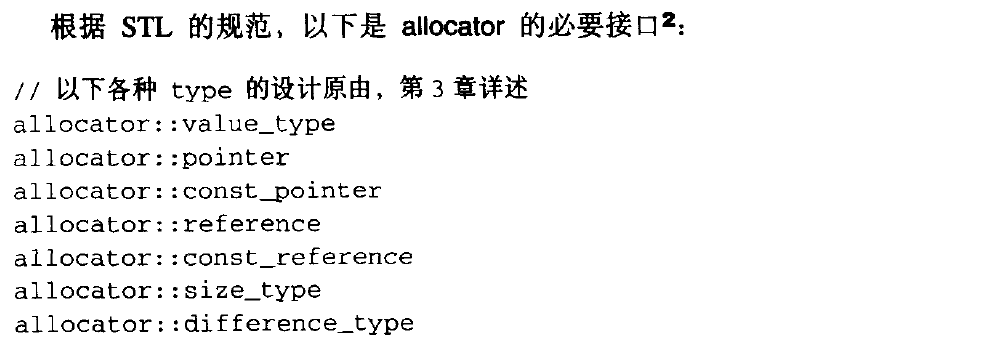 根据 STL 的规范，以下是 allocator 的必要接口²：
// 以下各种 type 的设计原由，第 3 章详述
allocator::value_type
allocator::pointer
allocator::const_pointer
allocator::reference
allocator::const_reference
allocator::size_type
allocator::difference_type